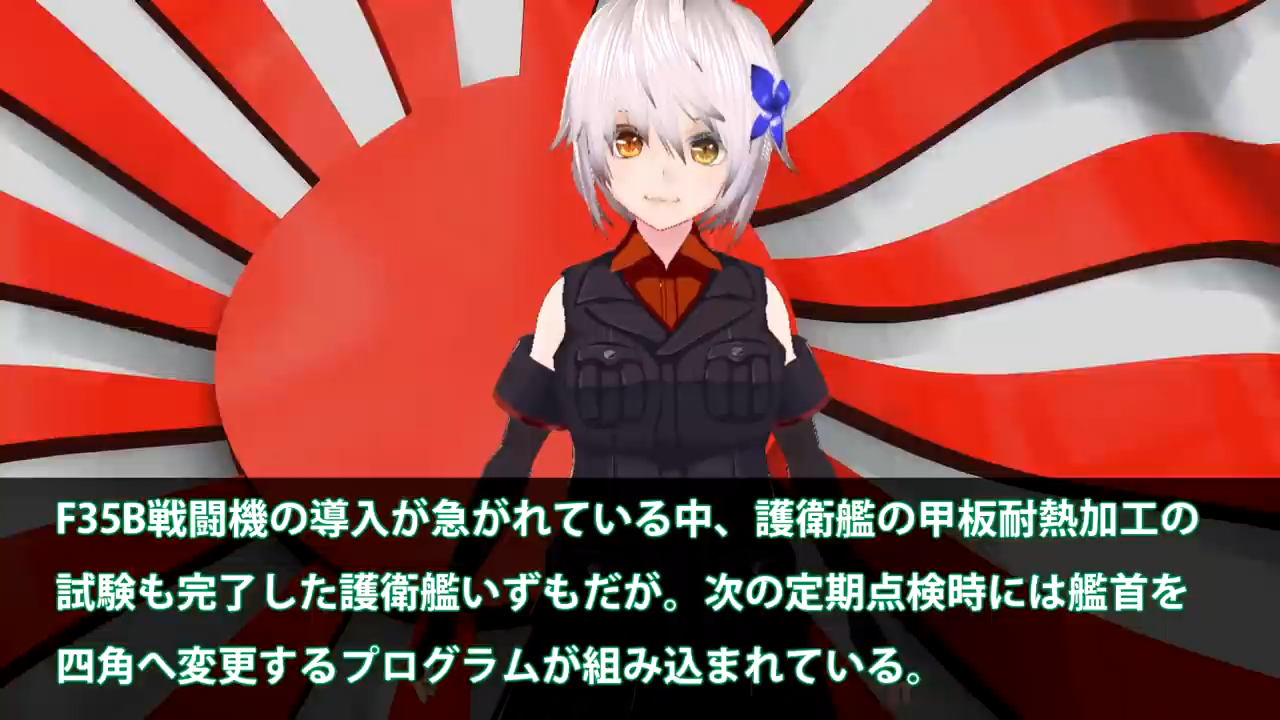 F35B戦闘機の導入が急がれている中、護衛艦の甲板耐熱加工の
試験も完了した護衛艦いずもだが。次の定期点検時には艦首を
四角へ変更するプログラムが組み込まれている。